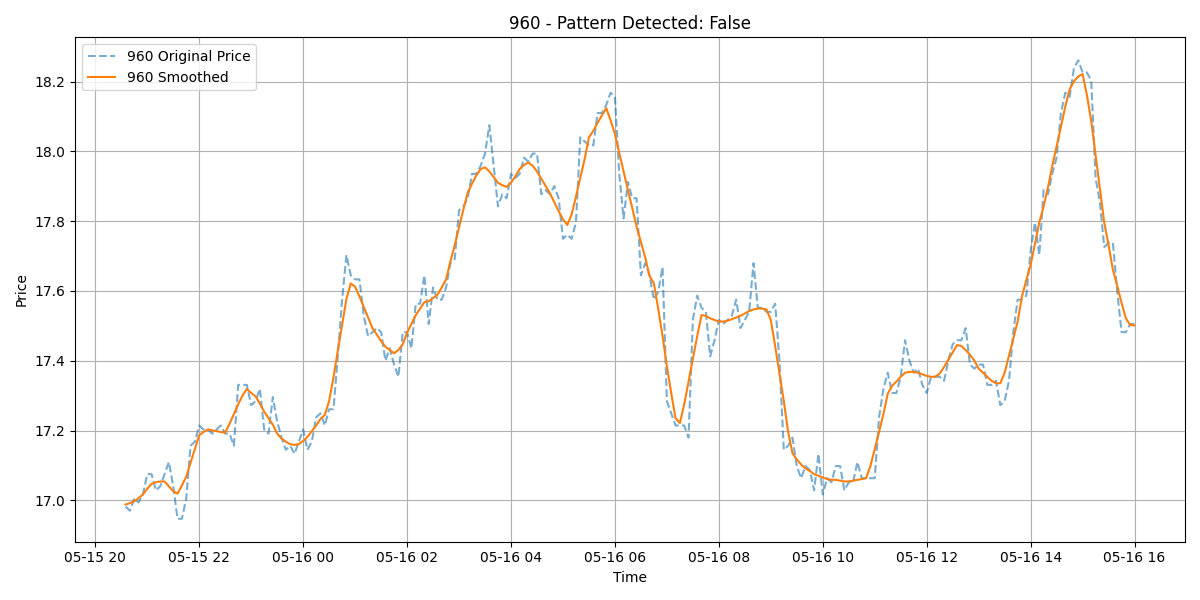 960 - Pattern Detected: False
960 Original Price
960 Smoothed
Price
18.2
18.0
17.8
17.6
17.4
17.2
17.0
05-15 20 05-15 22 05-16 00 05-16 02 05-16 04 05-16 06 05-16 08 05-16 10 05-16 12 05-16 14 05-16 16
Time